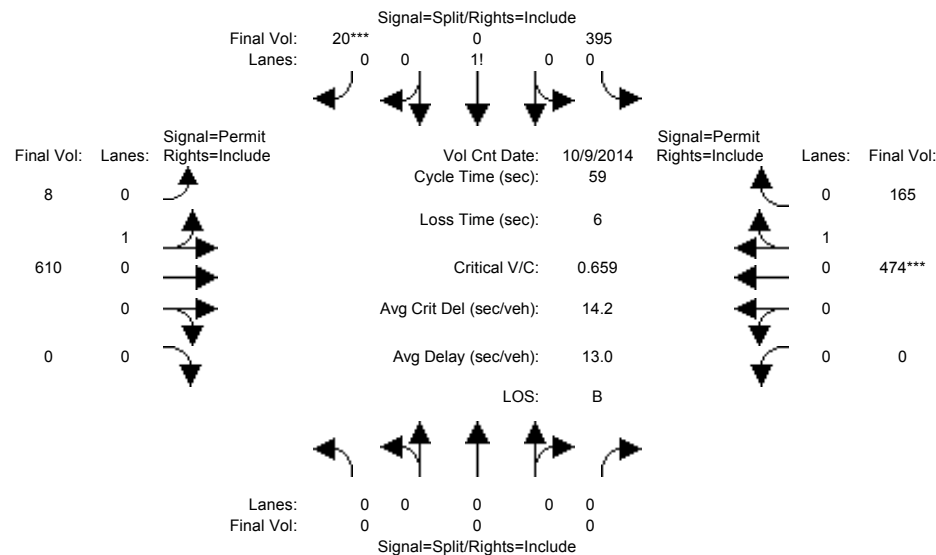 Signal=Split/Rights=Include
Final Vol: 20*** 0 395
Lanes: 0 0 1! 0 0
Signal=Permit Signal=Permit
Final Vol: Lanes: Rights=Include Vol Cnt Date: 10/9/2014 Rights=Include Lanes: Final Vol:
Cycle Time (sec): 59
8 0 0 165
Loss Time (sec): 6
1 1
610 0 Critical V/C: 0.659 0 474***
0 Avg Crit Del (sec/veh): 14.2 0
0 0 Avg Delay (sec/veh): 13.0 0 0
LOS: B
Lanes: 0 0 0 0 0
Final Vol: 0 0 0
Signal=Split/Rights=Include